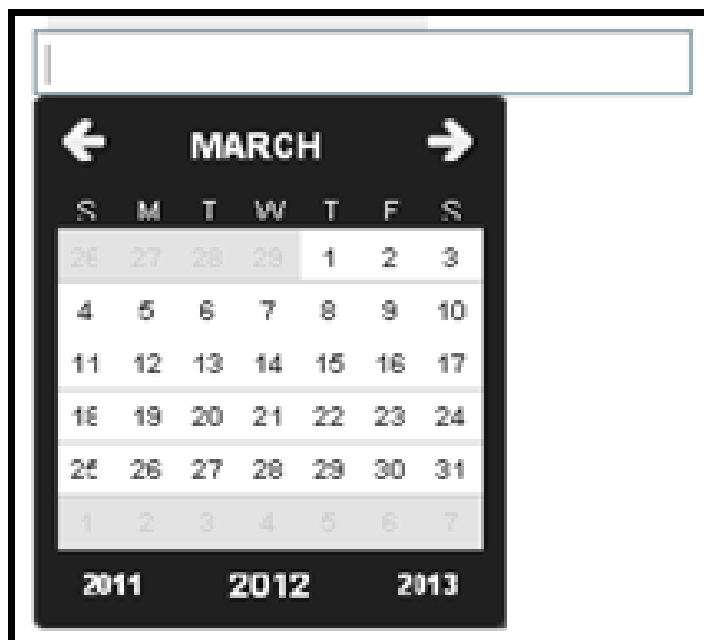 MARCH
S M T W T F S
26 27 28 29 1 2 3
4 5 6 7 8 9 10
11 12 13 14 15 16 17
18 19 20 21 22 23 24
25 26 27 28 29 30 31
1 2 3 4 5 6 7
2011 2012 2013